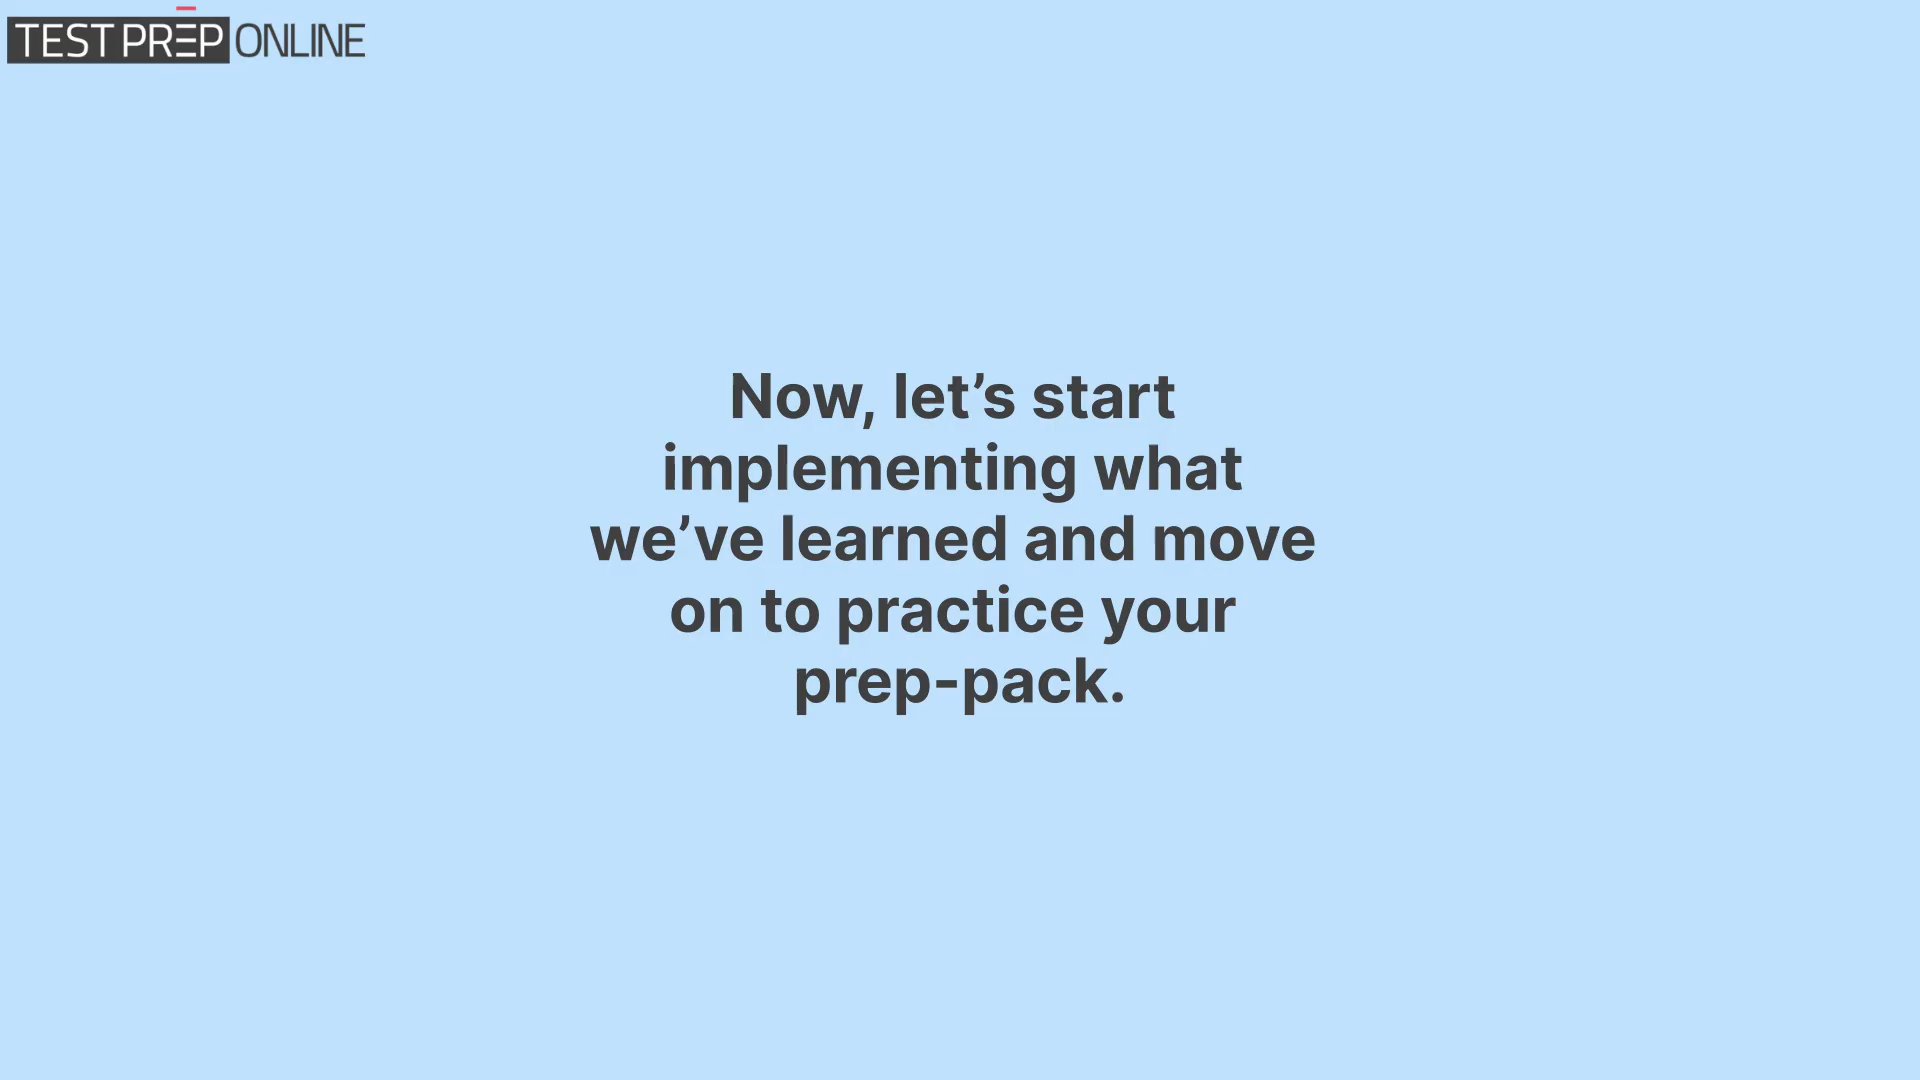 TEST PREP ONLINE
Now, let’s start
implementing what
we’ve learned and move
on to practice your
prep-pack.